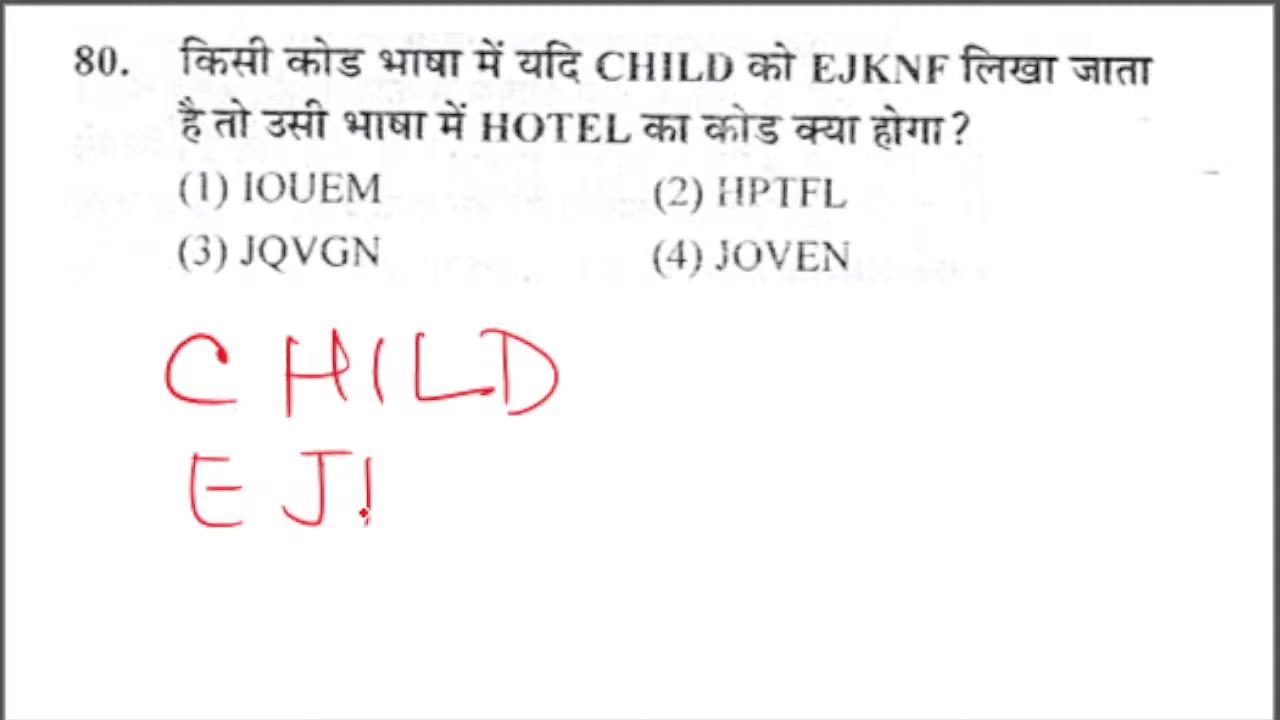 80. किसी कोड भाषा में यदि CHILD को EJKNF लिखा जाता
है तो उसी भाषा में HOTEL का कोड क्या होगा?
(1) IOUEM (2) HPTFL
(3) JQVGN (4) JOVEN
CHILD
EJ